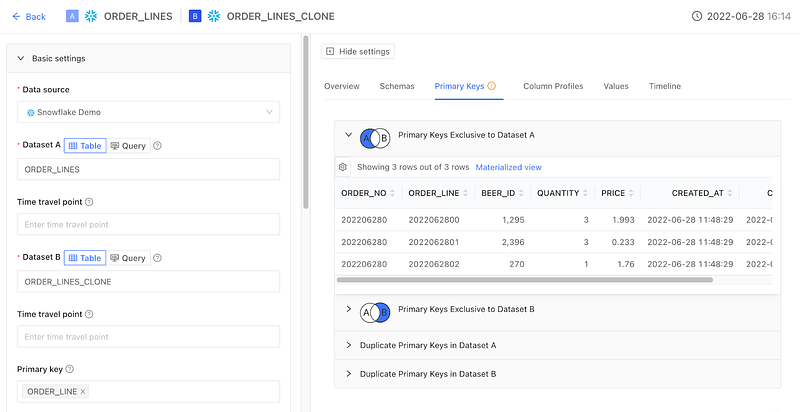 Back A ORDER_LINES B ORDER_LINES_CLONE 2022-06-28 16:14
Basic settings
* Data source
Snowflake Demo
* Dataset A Table Query
ORDER_LINES
Time travel point
Enter time travel point
* Dataset B Table Query
ORDER_LINES_CLONE
Time travel point
Enter time travel point
Primary key
ORDER_LINE ×
Hide settings
Overview Schemas Primary Keys Column Profiles Values Timeline
A B Primary Keys Exclusive to Dataset A
Showing 3 rows out of 3 rows Materialized view
ORDER_NO ORDER_LINE BEER_ID QUANTITY PRICE CREATED_AT C
202206280 2022062800 1,295 3 1.993 2022-06-28 11:48:29 2022-0
202206280 2022062801 2,396 3 0.233 2022-06-28 11:48:29 2022-0
202206280 2022062802 270 1 1.76 2022-06-28 11:48:29 2022-0
A B Primary Keys Exclusive to Dataset B
Duplicate Primary Keys in Dataset A
Duplicate Primary Keys in Dataset B